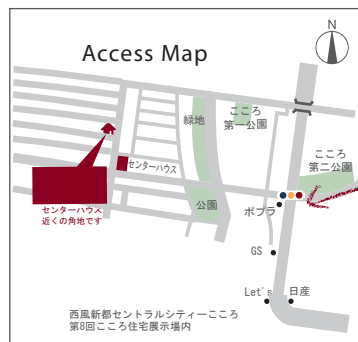 N
Access Map
緑地
こころ
第一公園
センターハウス
こころ
第二公園
センターハウス
近くの角地です
公園
ポプラ
GS
Let's
日産
西風新都セントラルシティーこころ
第8回こころ住宅展示場内